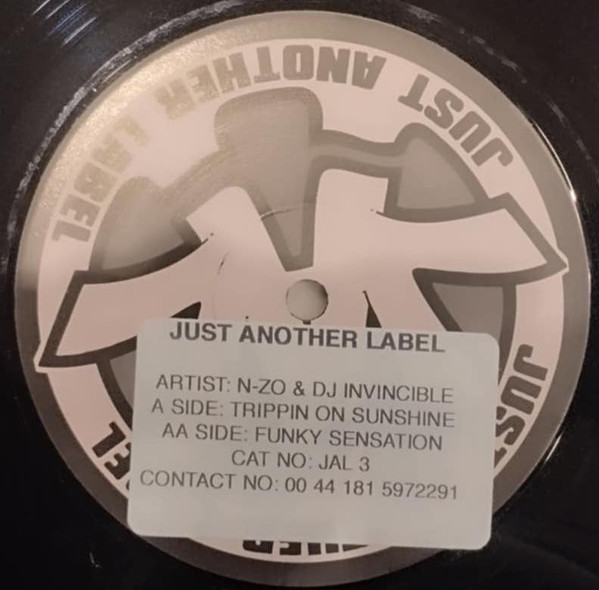 JUST ANOTHER LABEL
JUST ANOTHER LABEL
ARTIST: N-ZO & DJ INVINCIBLE
A SIDE: TRIPPIN ON SUNSHINE
AA SIDE: FUNKY SENSATION
CAT NO: JAL 3
CONTACT NO: 00 44 181 5972291
JUST